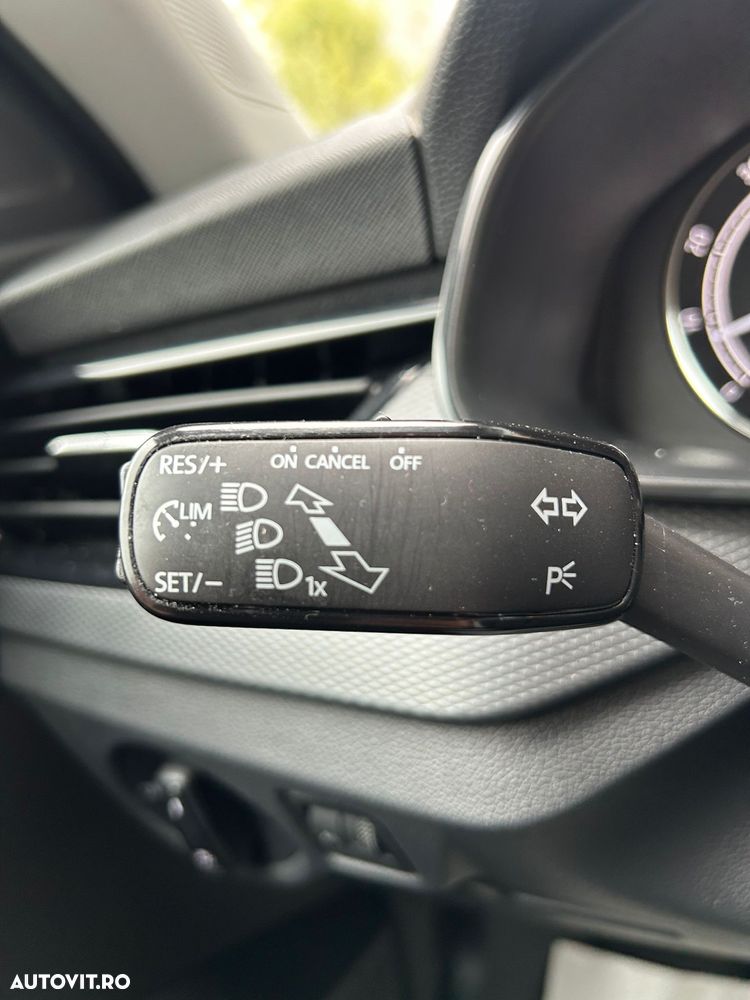 RES/+ ON CANCEL OFF
LIM
SET/− 1x P
AUTOVIT.RO